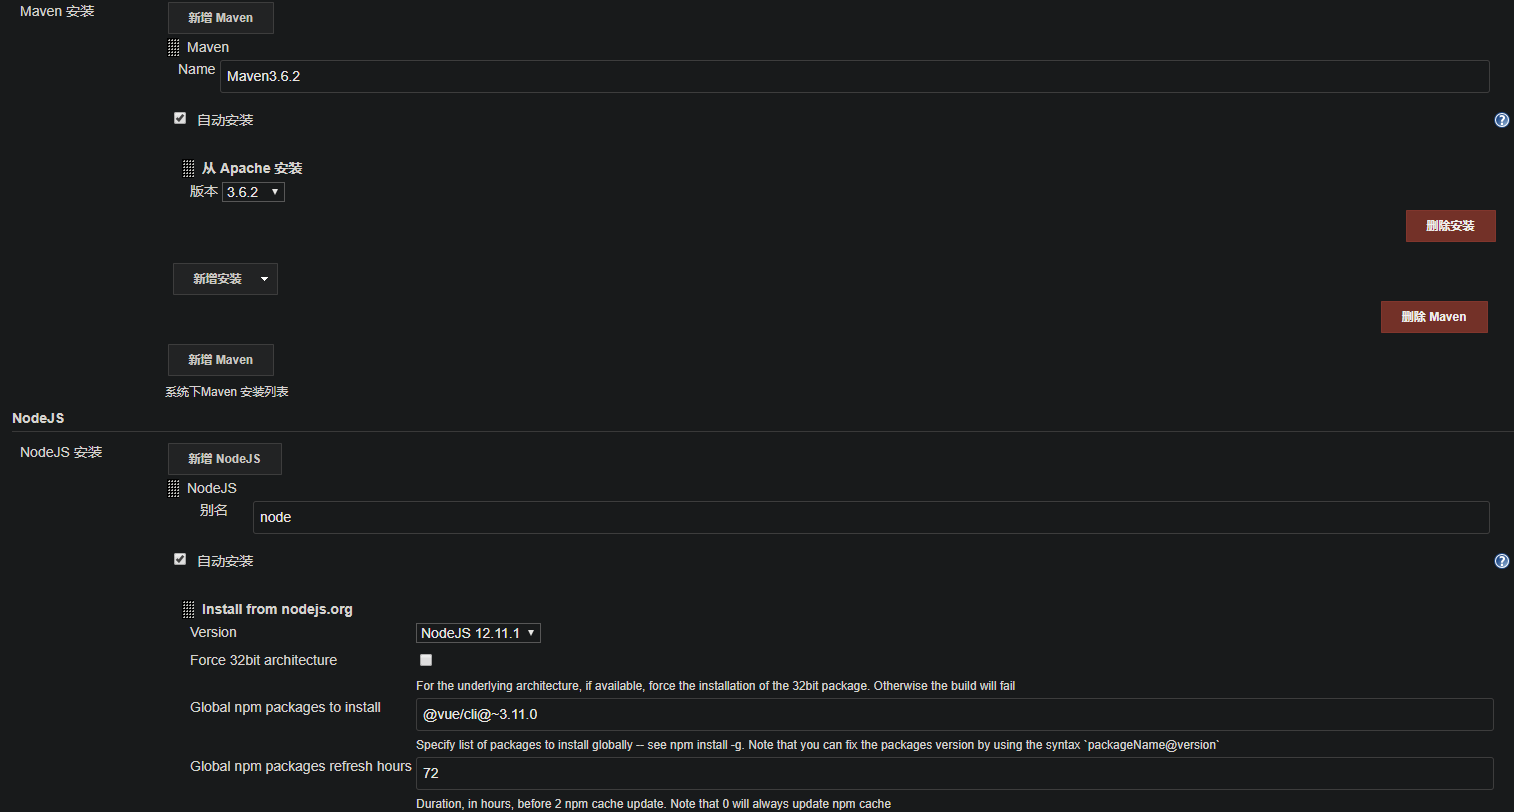 Maven 安装
新增 Maven
Maven
Name
Maven3.6.2
自动安装
从 Apache 安装
版本 3.6.2
删除安装
新增安装
删除 Maven
新增 Maven
系统下Maven 安装列表
NodeJS
NodeJS 安装
新增 NodeJS
NodeJS
别名
node
自动安装
Install from nodejs.org
Version NodeJS 12.11.1
Force 32bit architecture
For the underlying architecture, if available, force the installation of the 32bit package. Otherwise the build will fail
Global npm packages to install
@vue/cli@~3.11.0
Specify list of packages to install globally -- see npm install -g. Note that you can fix the packages version by using the syntax `packageName@version`
Global npm packages refresh hours
72
Duration, in hours, before 2 npm cache update. Note that 0 will always update npm cache